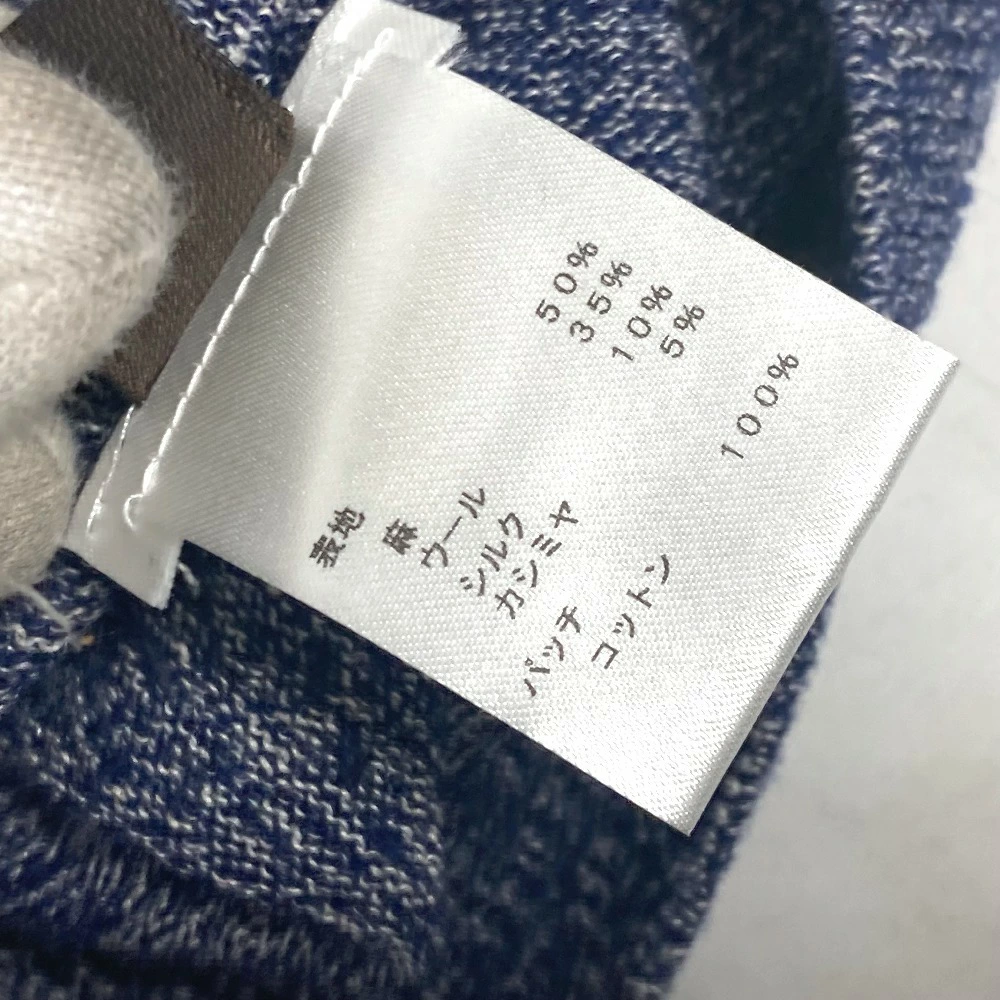 表地
麻 50%
ウール 35%
シルク 10%
カシミヤ 5%
パッチ
コットン 100%